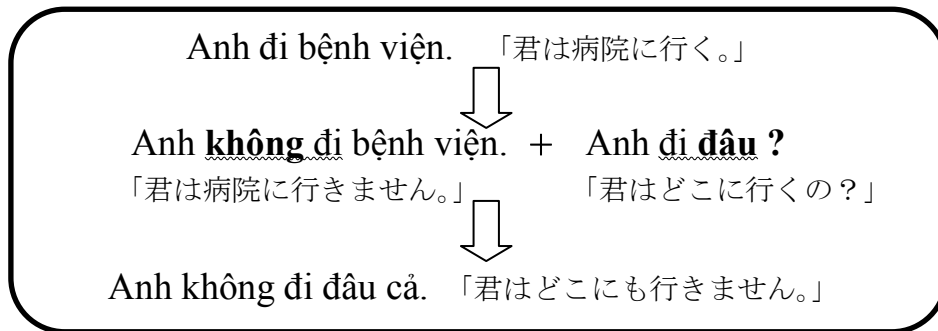 Anh đi bệnh viện. 「君は病院に行く。」
Anh không đi bệnh viện. + Anh đi đâu ?
「君は病院に行きません。」 「君はどこに行くの？」
Anh không đi đâu cả. 「君はどこにも行きません。」